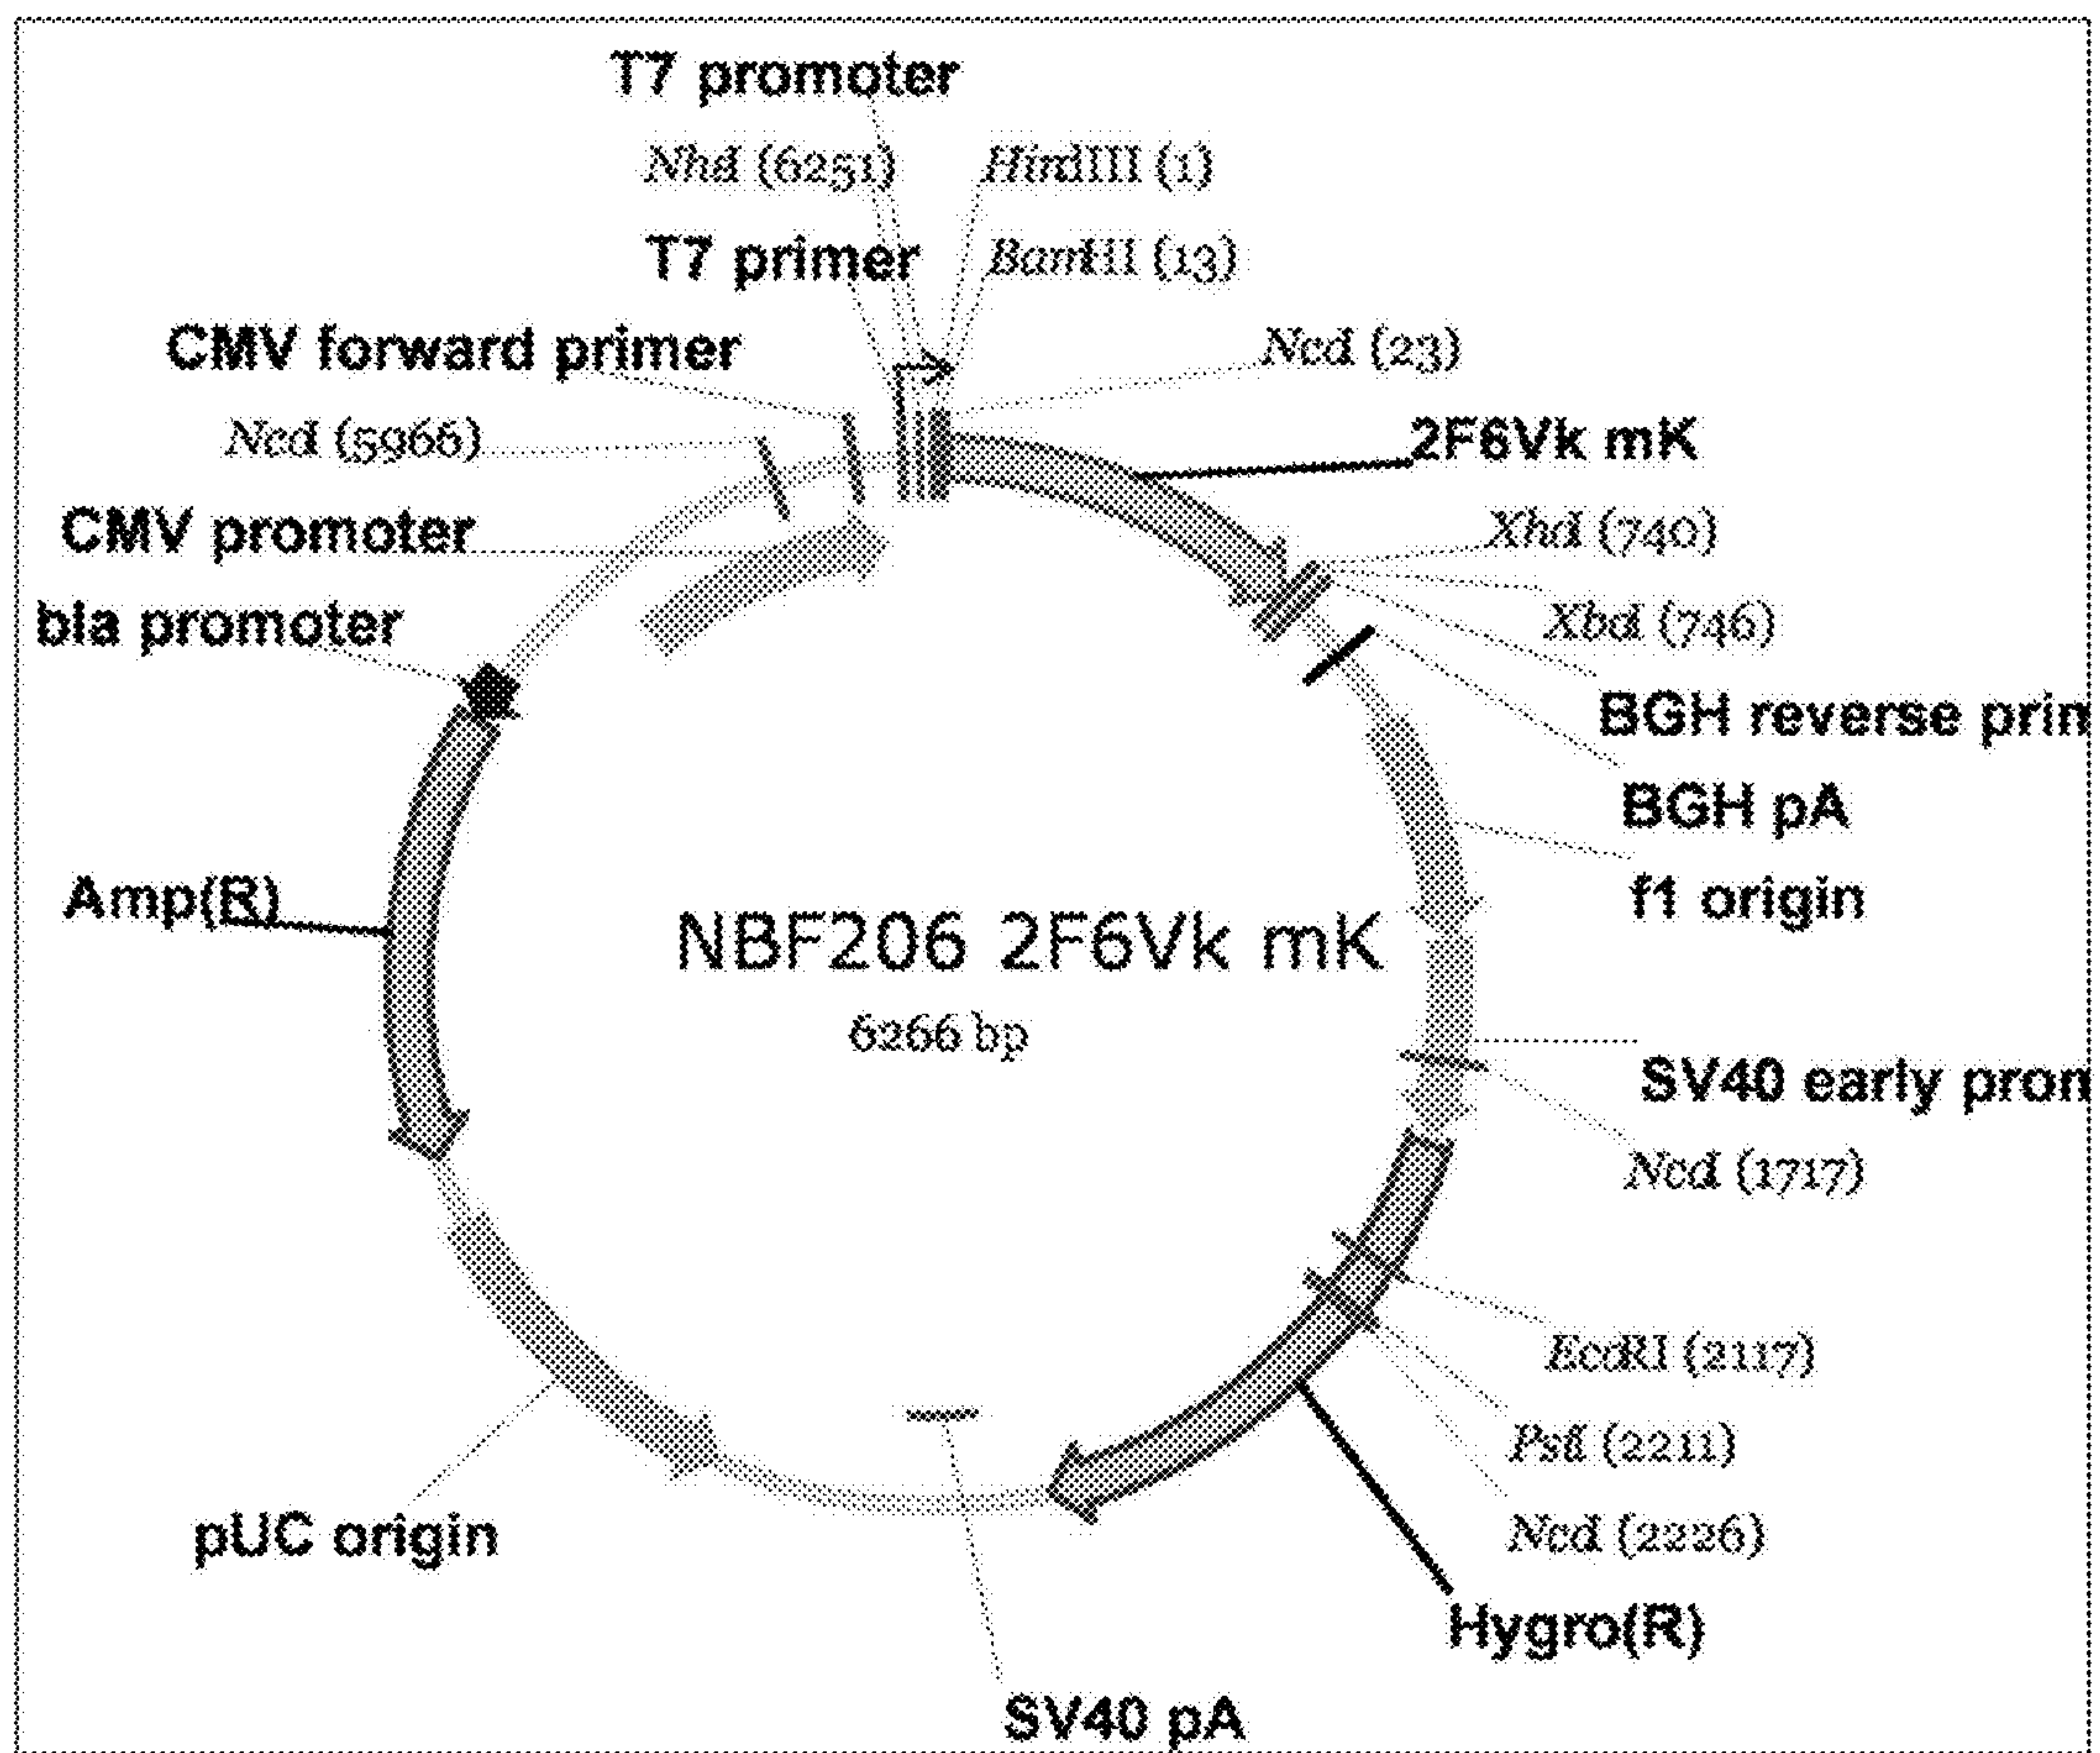 T7 promoter
NheI (6251)
HindIII (1)
T7 primer
BamHI (13)
CMV forward primer
NcoI (23)
NcoI (5966)
2F6Vk mK
CMV promoter
XhoI (740)
bla promoter
XbaI (746)
BGH reverse prim
BGH pA
Amp(R)
f1 origin
NBF206 2F6Vk mK
6266 bp
SV40 early prom
NcoI (1717)
EcoRI (2117)
PstI (2211)
pUC origin
NcoI (2226)
Hygro(R)
SV40 pA